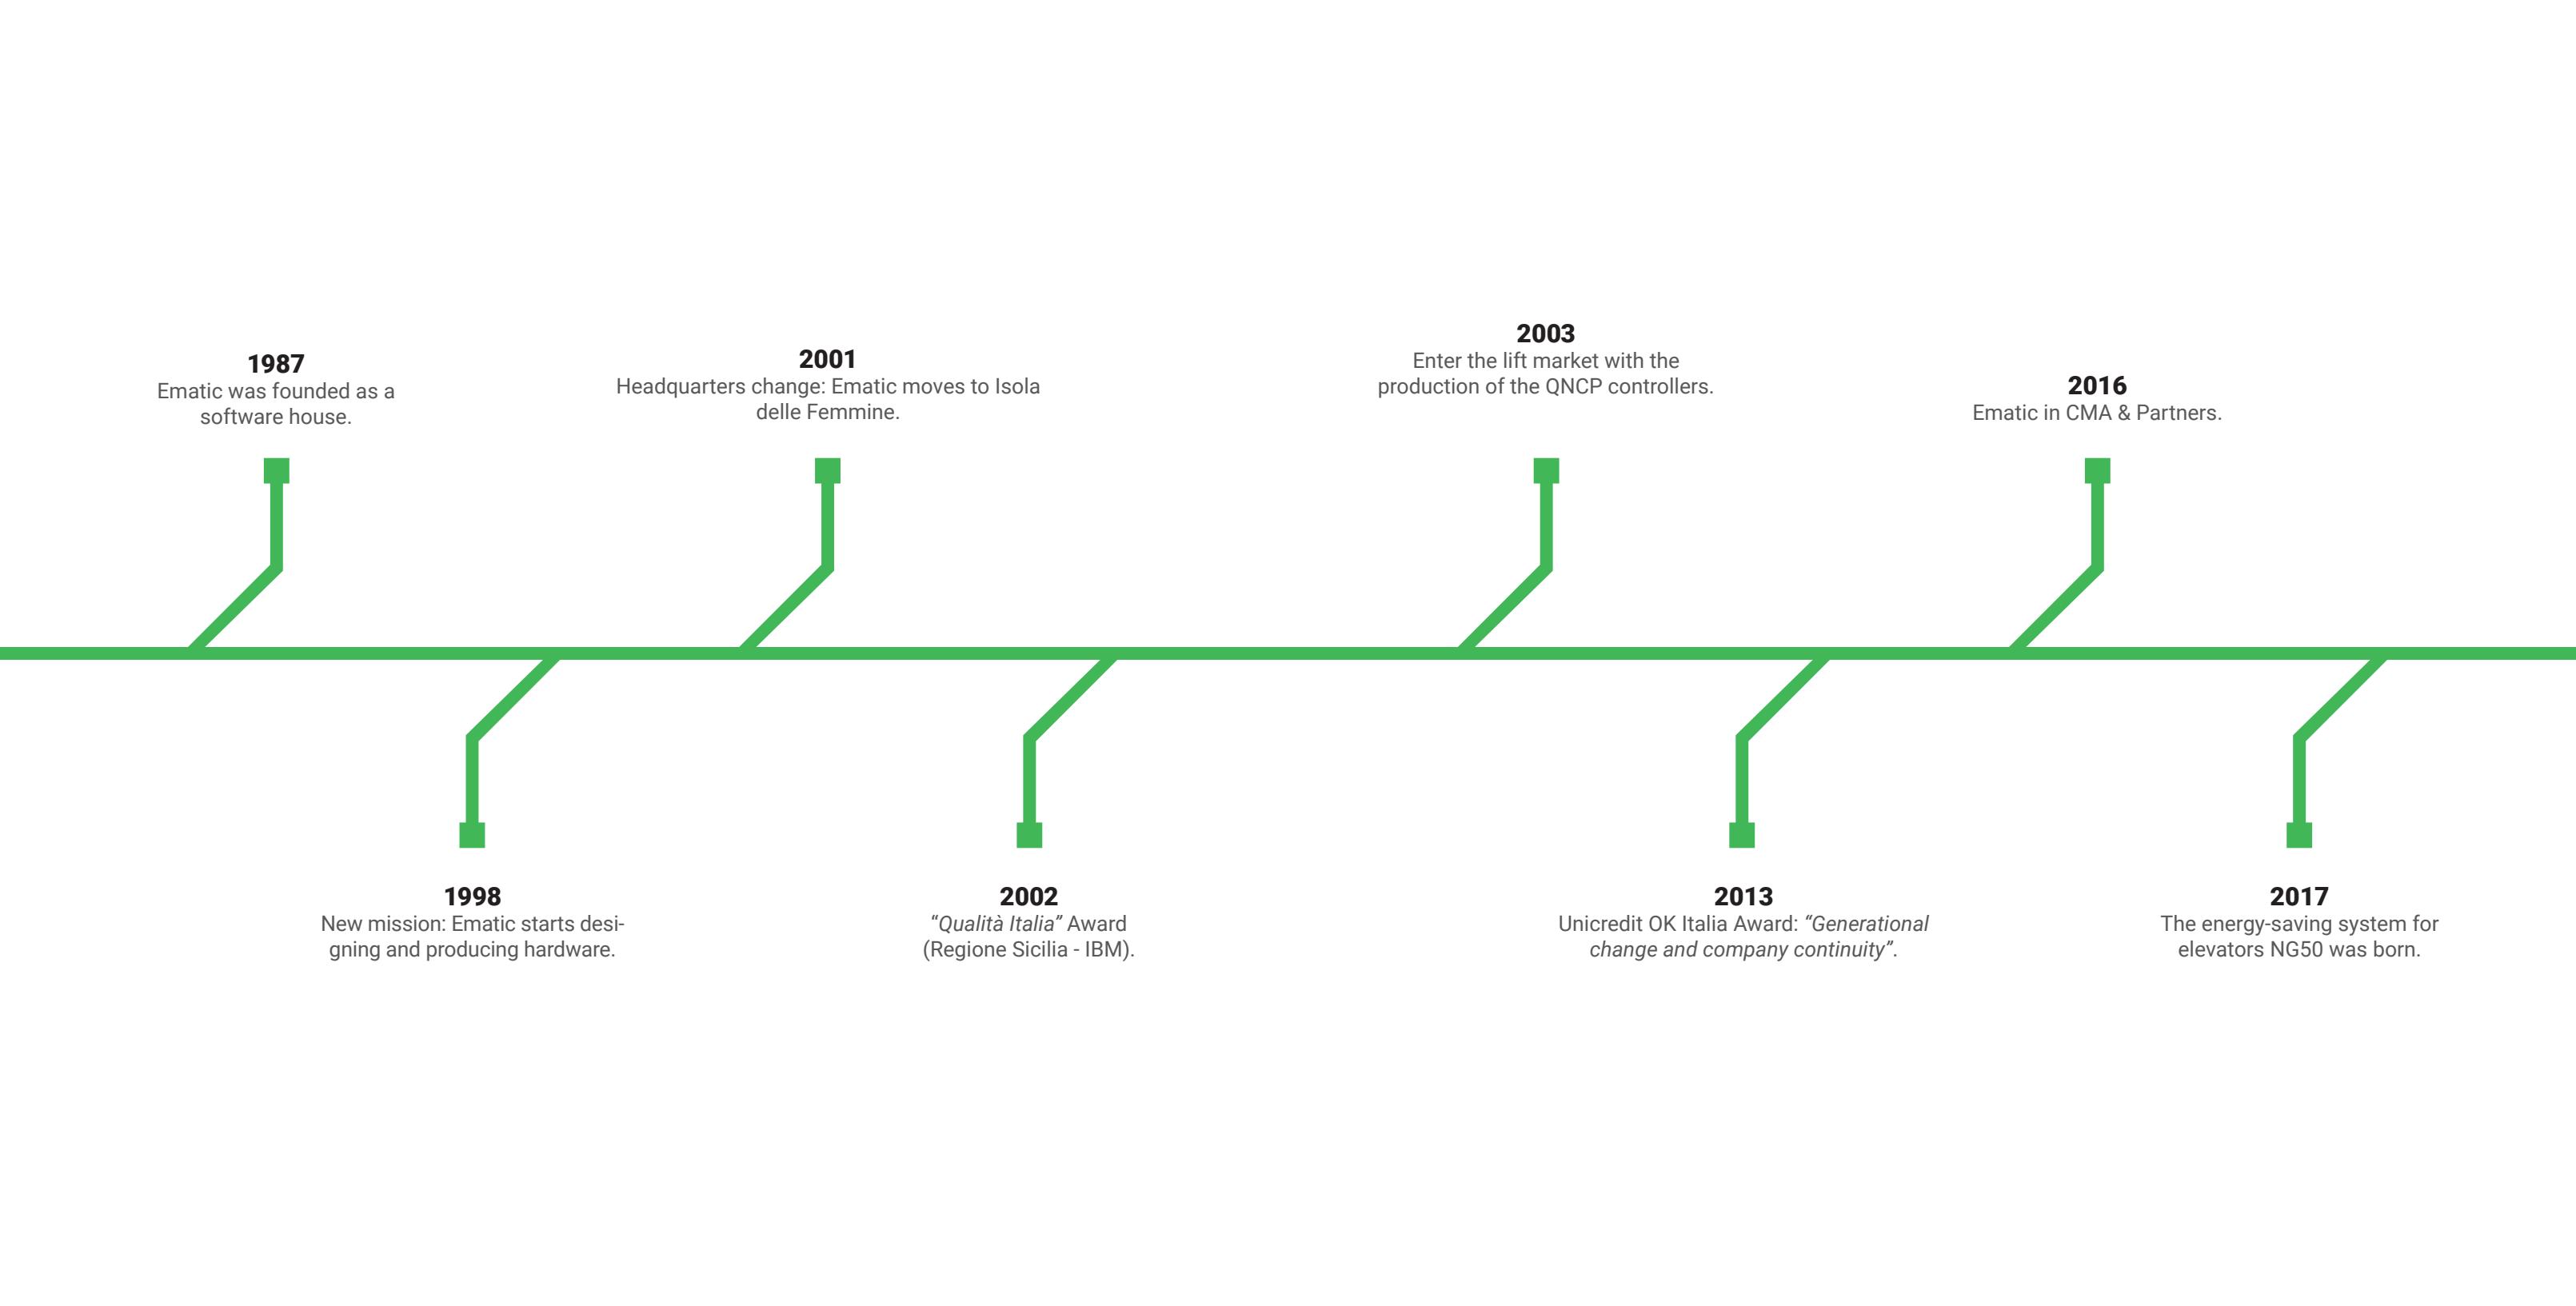 1987
Ematic was founded as a
software house.
1998
New mission: Ematic starts desi-
gning and producing hardware.
2001
Headquarters change: Ematic moves to Isola
delle Femmine.
2002
“Qualità Italia” Award
(Regione Sicilia - IBM).
2003
Enter the lift market with the
production of the QNCP controllers.
2013
Unicredit OK Italia Award: “Generational
change and company continuity”.
2016
Ematic in CMA & Partners.
2017
The energy-saving system for
elevators NG50 was born.